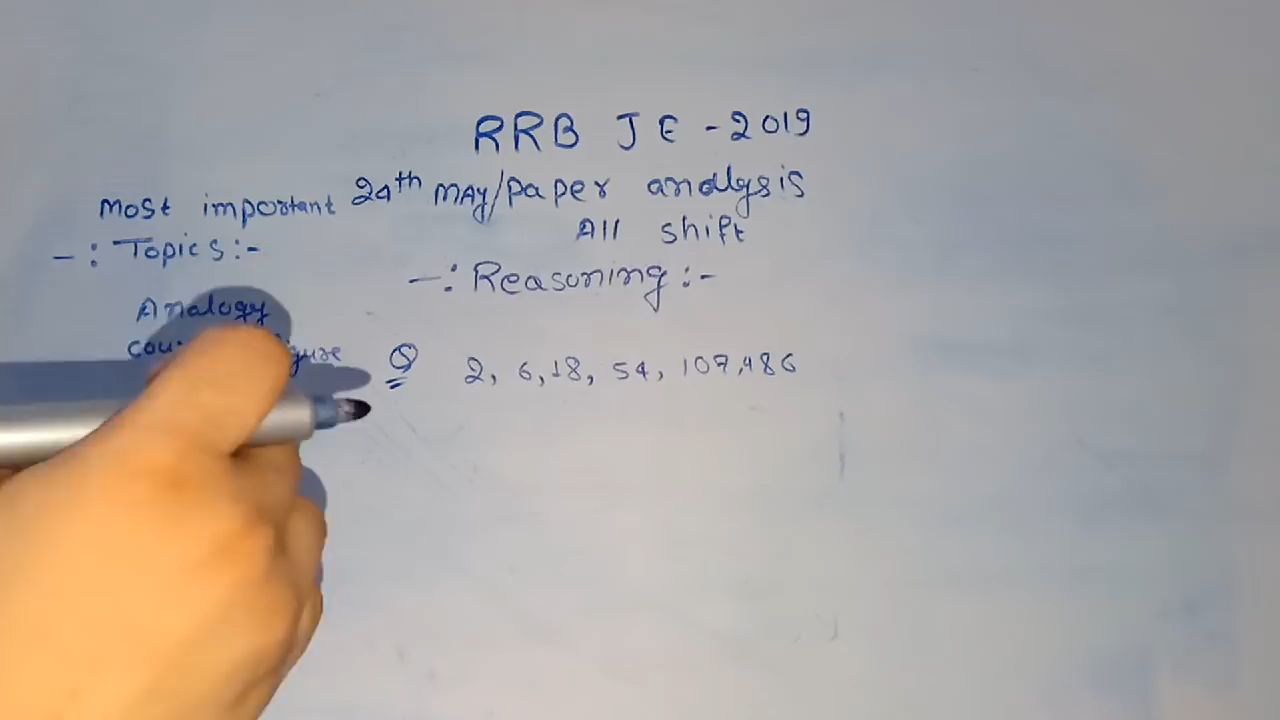 RRB JE - 2019
Most important 24th MAY/paper analysis
All shift
-: Topics :-
-: Reasoning :-
Analogy
Q 2, 6, 18, 54, 107, 486